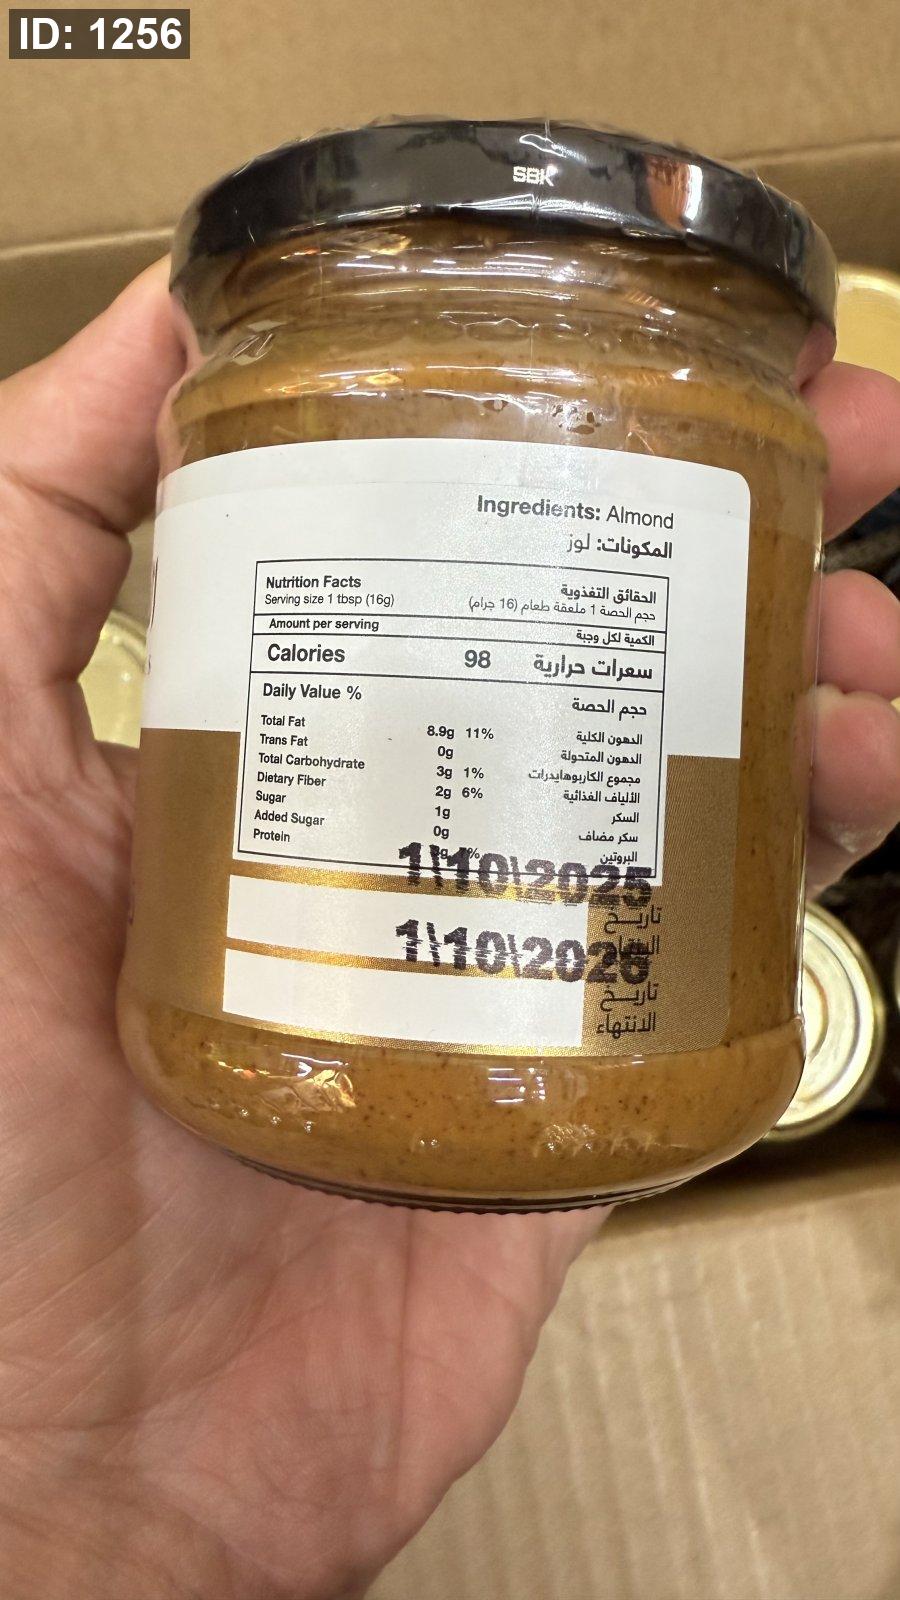 ID: 1256
SBK
Ingredients: Almond
المكونات: لوز
Nutrition Facts الحقائق التغذوية
Serving size 1 tbsp (16g) حجم الحصة 1 ملعقة طعام (16 جرام)
Amount per serving الكمية لكل وجبة
Calories 98 سعرات حرارية
Daily Value % حجم الحصة
Total Fat 8.9g 11% الدهون الكلية
Trans Fat 0g الدهون المتحولة
Total Carbohydrate 3g 1% مجموع الكاربوهايدرات
Dietary Fiber 2g 6% الألياف الغذائية
Sugar 1g السكر
Added Sugar 0g سكر مضاف
Protein البروتين
1\10\2025
تاريخ
1\10\2026
تاريخ
الانتهاء